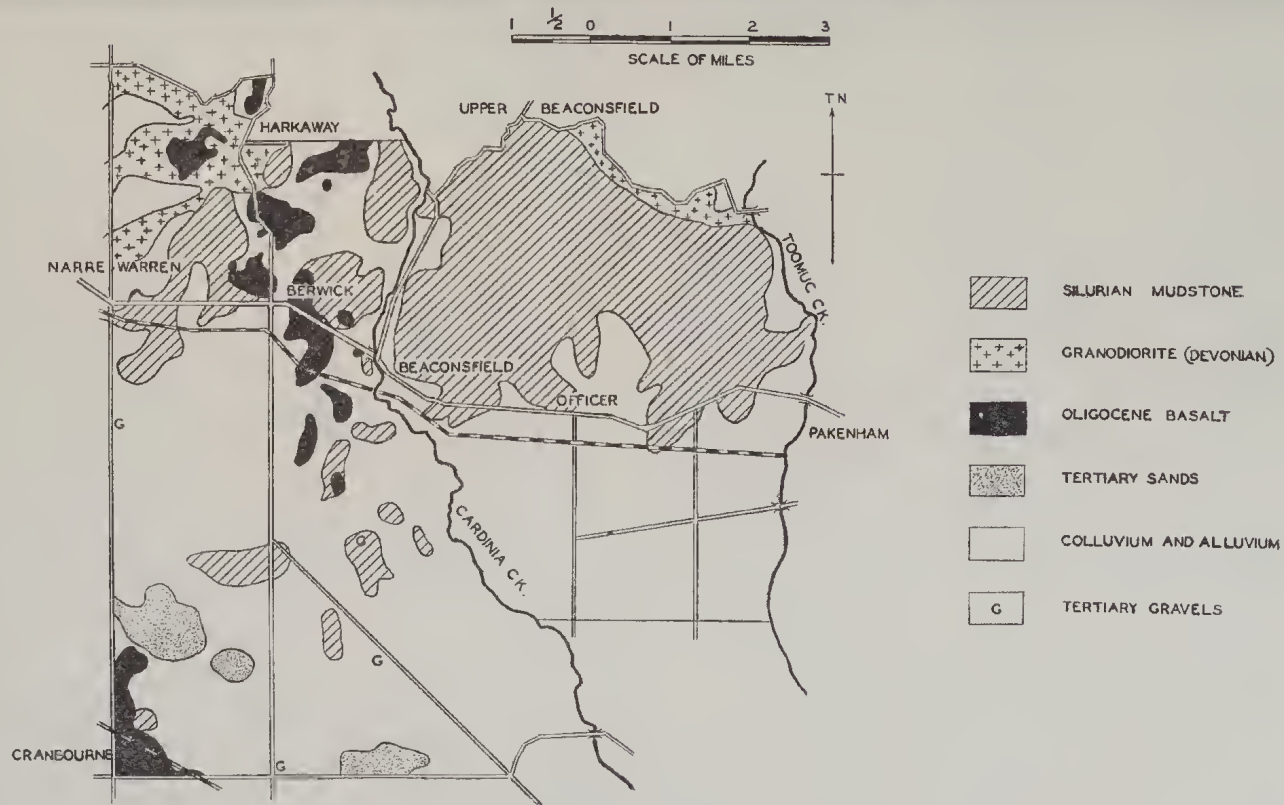 1 1/2 0 1 2 3
SCALE OF MILES
TN
UPPER BEACONSFIELD
HARKAWAY
TOOMUC CK.
NARRE WARREN
BERWICK
BEACONSFIELD
OFFICER
PAKENHAM
G
CARDINIA CK.
G
CRANBOURNE
G
SILURIAN MUDSTONE
GRANODIORITE (DEVONIAN)
OLIGOCENE BASALT
TERTIARY SANDS
COLLUVIUM AND ALLUVIUM
G TERTIARY GRAVELS